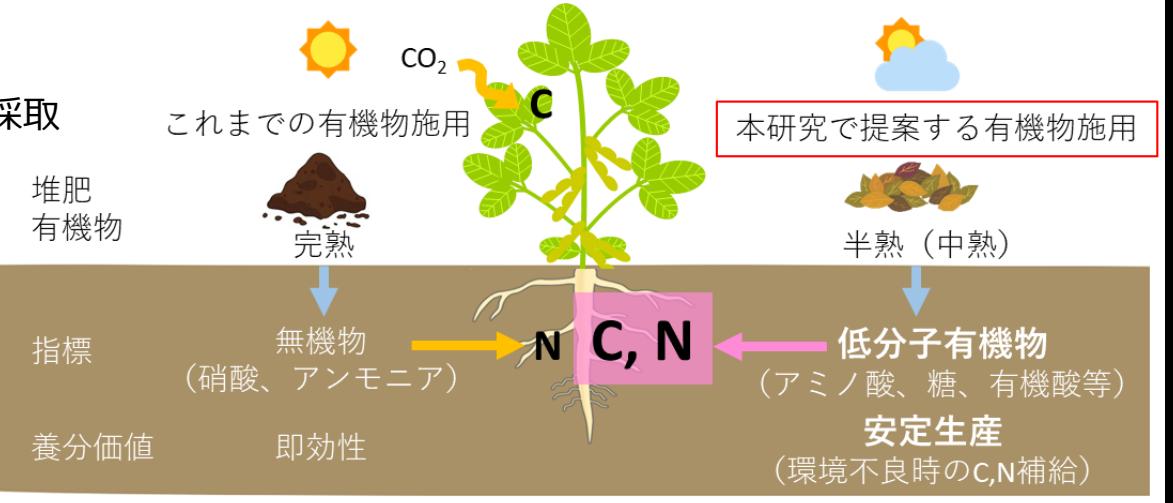 採取
CO₂
C
これまでの有機物施用
本研究で提案する有機物施用
堆肥
有機物
完熟
半熟（中熟）
指標
無機物
（硝酸、アンモニア）
N
C, N
低分子有機物
（アミノ酸、糖、有機酸等）
養分価値
即効性
安定生産
（環境不良時のC,N補給）